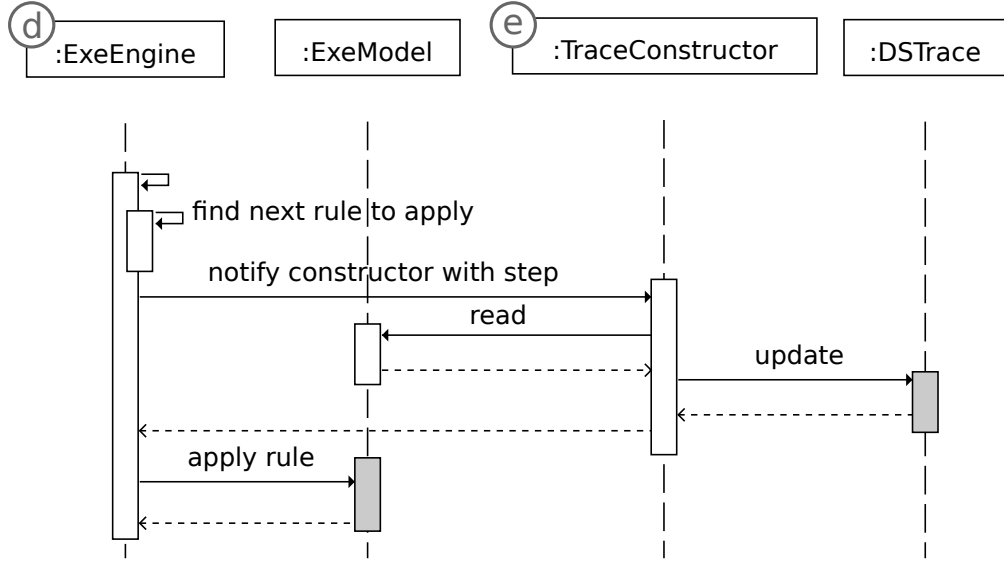 d
:ExeEngine
:ExeModel
e
:TraceConstructor
:DSTrace
find next rule to apply
notify constructor with step
read
update
apply rule